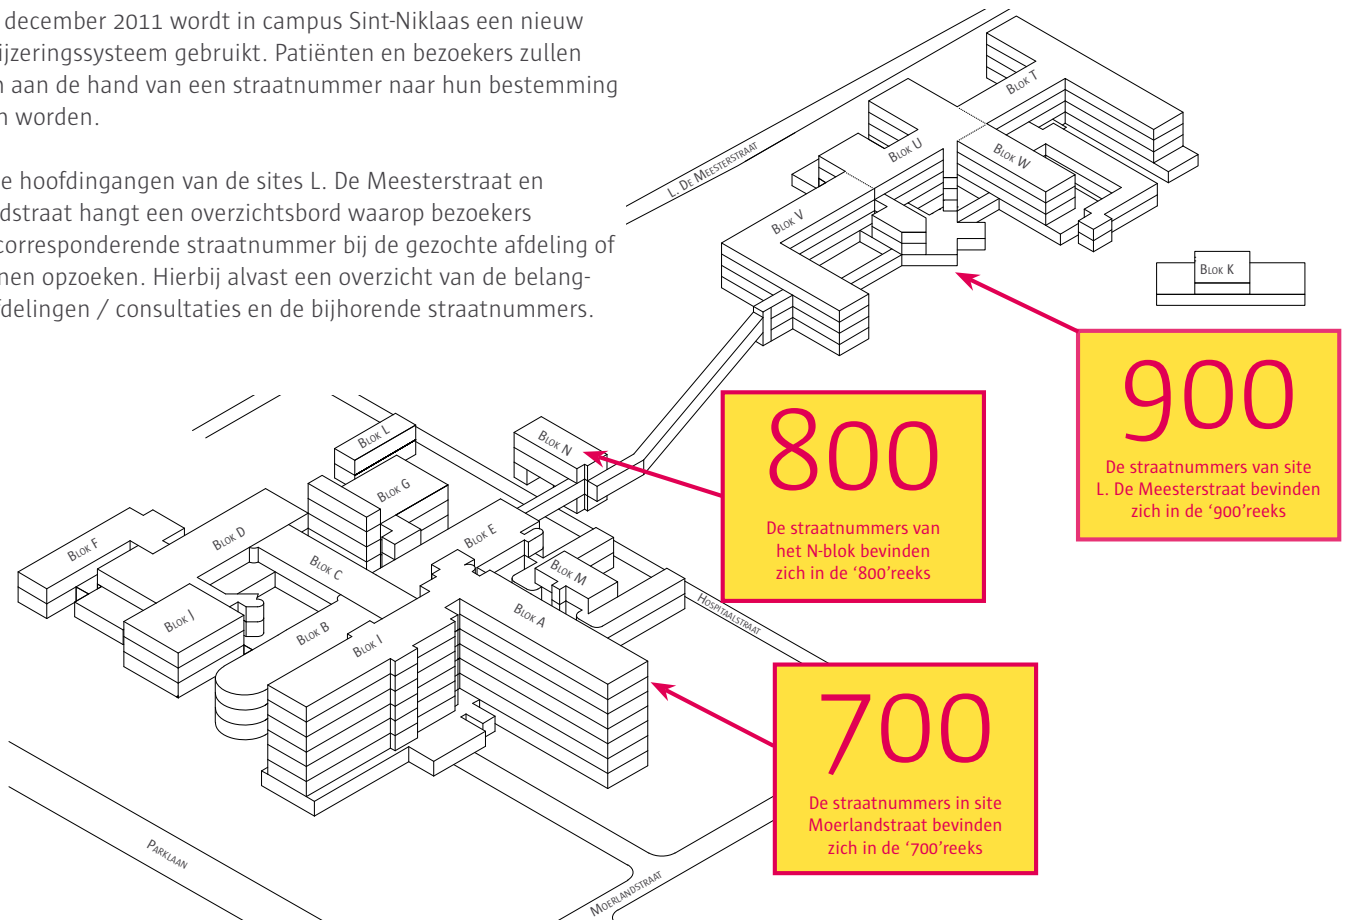 december 2011 wordt in campus Sint-Niklaas een nieuw
ijzeringssysteem gebruikt. Patiënten en bezoekers zullen
n aan de hand van een straatnummer naar hun bestemming
n worden.
e hoofdingangen van de sites L. De Meesterstraat en
dstraat hangt een overzichtsbord waarop bezoekers
corresponderende straatnummer bij de gezochte afdeling of
nen opzoeken. Hierbij alvast een overzicht van de belang-
fdelingen / consultaties en de bijhorende straatnummers.
L. De Meesterstraat
Blok T
Blok U
Blok W
Blok V
Blok K
900
De straatnummers van site
L. De Meesterstraat bevinden
zich in de ‘900’reeks
800
De straatnummers van
het N-blok bevinden
zich in de ‘800’reeks
Blok L
Blok N
Blok G
Blok E
Blok D
Blok F
Blok C
Blok M
Blok A
Blok J
Blok B
Blok I
Hospitaalstraat
700
De straatnummers in site
Moerlandstraat bevinden
zich in de ‘700’reeks
Parklaan
Moerlandstraat